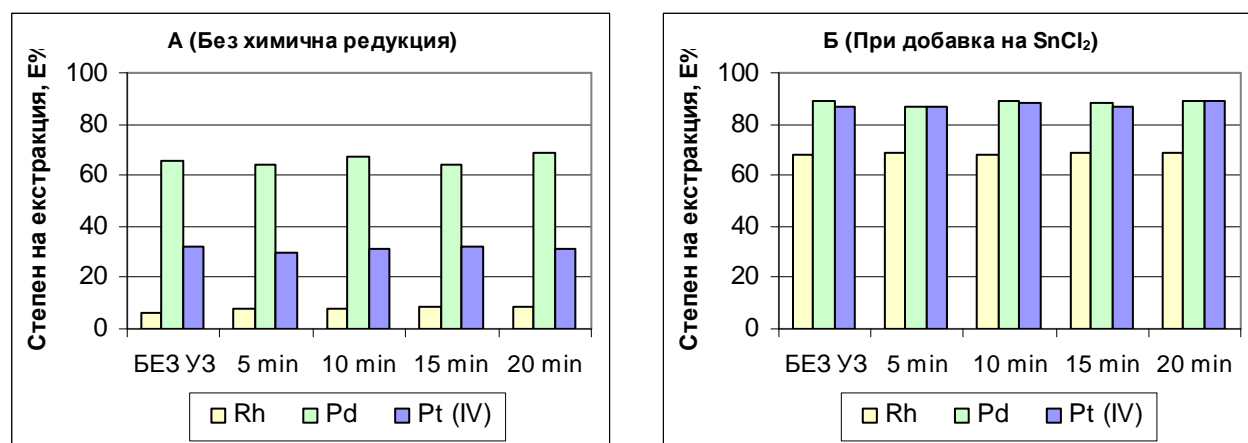 А (Без химична редукция)
Степен на екстракция, E%
100
80
60
40
20
0
БЕЗ УЗ 5 min 10 min 15 min 20 min
Rh Pd Pt (IV)
Б (При добавка на SnCl₂)
Степен на екстракция, E%
100
80
60
40
20
0
БЕЗ УЗ 5 min 10 min 15 min 20 min
Rh Pd Pt (IV)